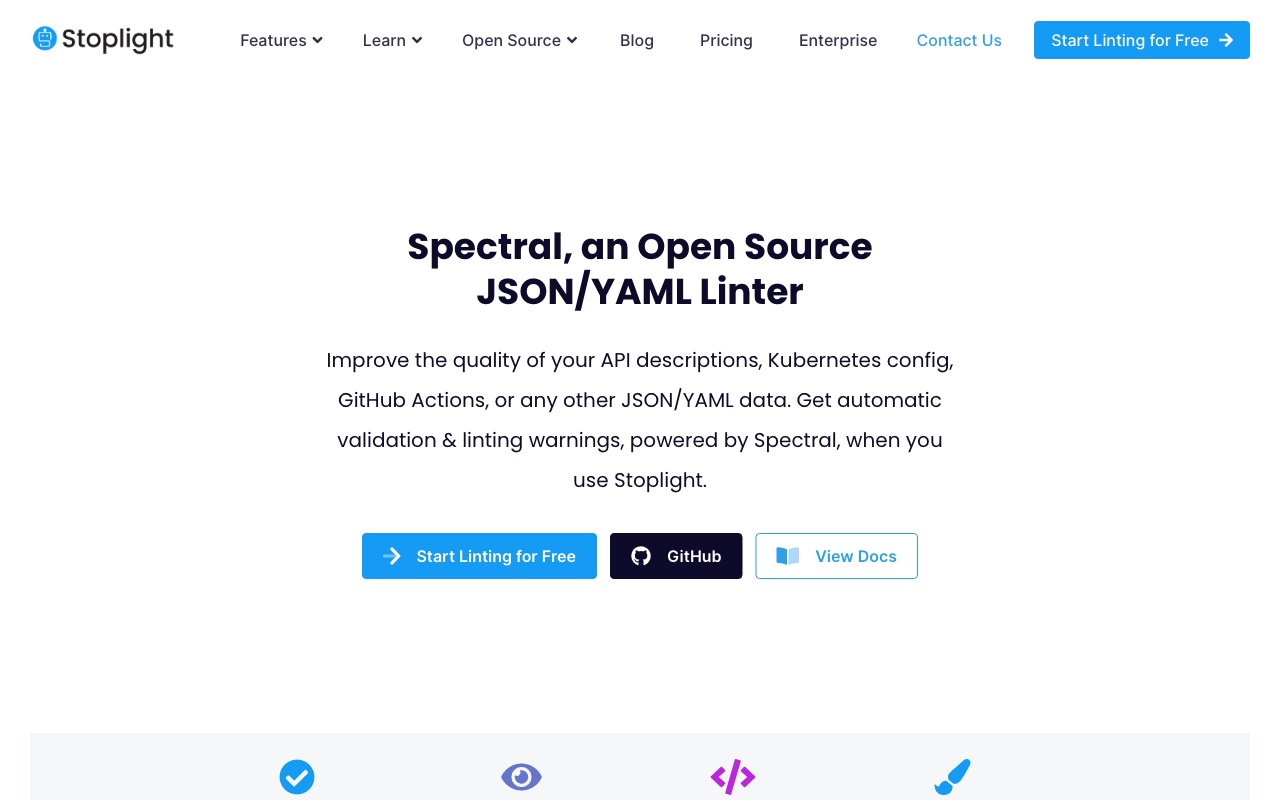 Stoplight
Features
Learn
Open Source
Blog
Pricing
Enterprise
Contact Us
Start Linting for Free
Spectral, an Open Source
JSON/YAML Linter
Improve the quality of your API descriptions, Kubernetes config,
GitHub Actions, or any other JSON/YAML data. Get automatic
validation & linting warnings, powered by Spectral, when you
use Stoplight.
Start Linting for Free
GitHub
View Docs